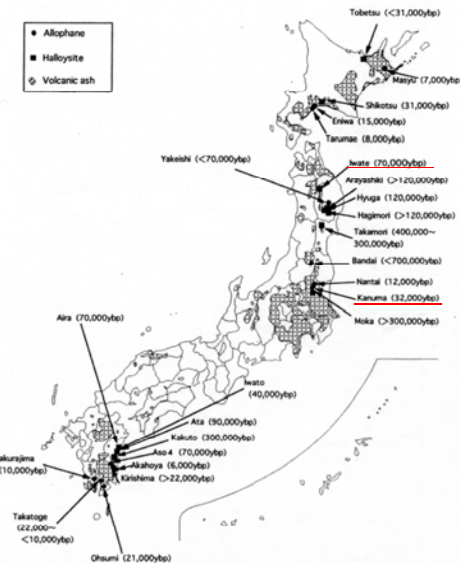 Allophane
Halloysite
Volcanic ash
Tobetsu (<31,000ybp)
Masyu (7,000ybp)
Shikotsu (31,000ybp)
Eniwa (15,000ybp)
Tarumae (8,000ybp)
Yakeishi (<70,000ybp)
Iwate (70,000ybp)
Arayashiki (>120,000ybp)
Hyuga (120,000ybp)
Hagimori (>120,000ybp)
Takamori (400,000～
300,000ybp)
Bandai (<700,000ybp)
Nantai (12,000ybp)
Kanuma (32,000ybp)
Moka (>300,000ybp)
Aira (70,000ybp)
Iwato
(40,000ybp)
Ata (90,000ybp)
Kakuto (300,000ybp)
Aso 4 (70,000ybp)
Akahoya (6,000ybp)
Kirishima (>22,000ybp)
akurajima
(10,000ybp)
Takatoge
(22,000～
<10,000ybp)
Ohsumi (21,000ybp)